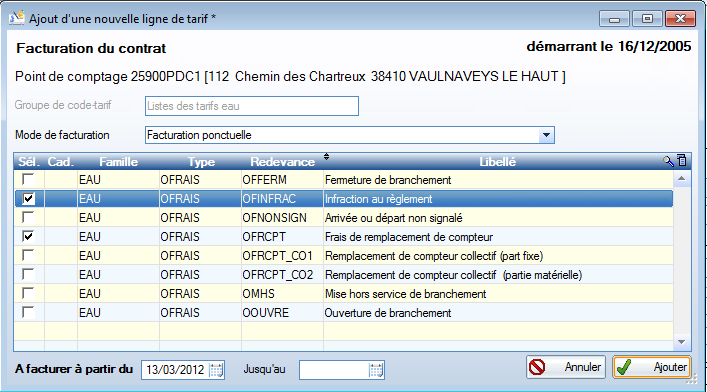 Ajout d'une nouvelle ligne de tarif *
Facturation du contrat démarrant le 16/12/2005
Point de comptage 25900PDC1 [112 Chemin des Chartreux 38410 VAULNAVEYS LE HAUT ]
Groupe de code-tarif Listes des tarifs eau
Mode de facturation Facturation ponctuelle
Sél. Cad. Famille Type Redevance Libellé
EAU OFRAIS OFFERM Fermeture de branchement
EAU OFRAIS OFINFRAC Infraction au règlement
EAU OFRAIS OFNONSIGN Arrivée ou départ non signalé
EAU OFRAIS OFRCPT Frais de remplacement de compteur
EAU OFRAIS OFRCPT_CO1 Remplacement de compteur collectif (part fixe)
EAU OFRAIS OFRCPT_CO2 Remplacement de compteur collectif (partie matérielle)
EAU OFRAIS OMHS Mise hors service de branchement
EAU OFRAIS OOUVRE Ouverture de branchement
A facturer à partir du 13/03/2012 Jusqu'au Annuler Ajouter